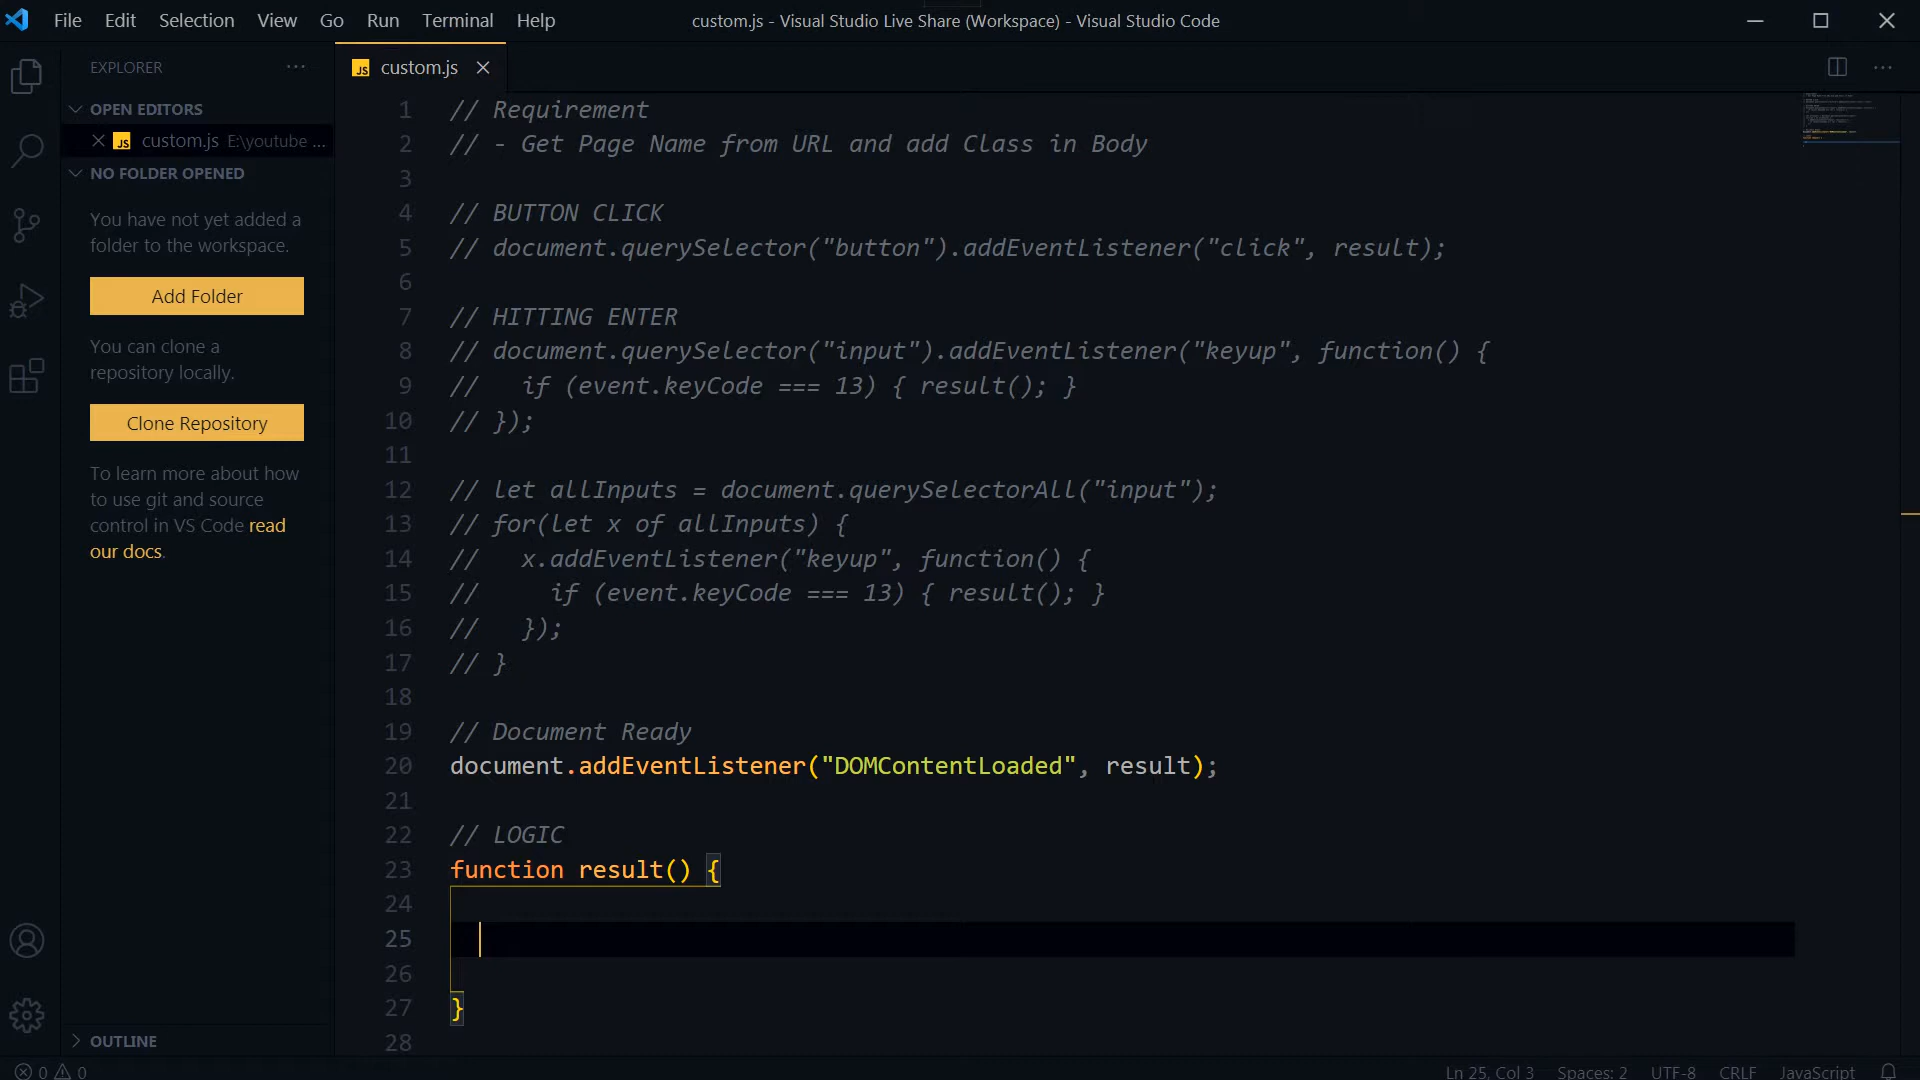 File Edit Selection View Go Run Terminal Help
custom.js - Visual Studio Live Share (Workspace) - Visual Studio Code
EXPLORER
OPEN EDITORS
custom.js E:\youtube ...
NO FOLDER OPENED
You have not yet added a
folder to the workspace.
Add Folder
You can clone a
repository locally.
Clone Repository
To learn more about how
to use git and source
control in VS Code read
our docs.
OUTLINE
JS custom.js
1 // Requirement
2 // - Get Page Name from URL and add Class in Body
3
4 // BUTTON CLICK
5 // document.querySelector("button").addEventListener("click", result);
6
7 // HITTING ENTER
8 // document.querySelector("input").addEventListener("keyup", function() {
9 //   if (event.keyCode === 13) { result(); }
10 // });
11
12 // let allInputs = document.querySelectorAll("input");
13 // for(let x of allInputs) {
14 //   x.addEventListener("keyup", function() {
15 //     if (event.keyCode === 13) { result(); }
16 //   });
17 // }
18
19 // Document Ready
20 document.addEventListener("DOMContentLoaded", result);
21
22 // LOGIC
23 function result() {
24
25
26
27 }
28
0 0
Ln 25, Col 3 Spaces: 2 UTF-8 CRLF JavaScript